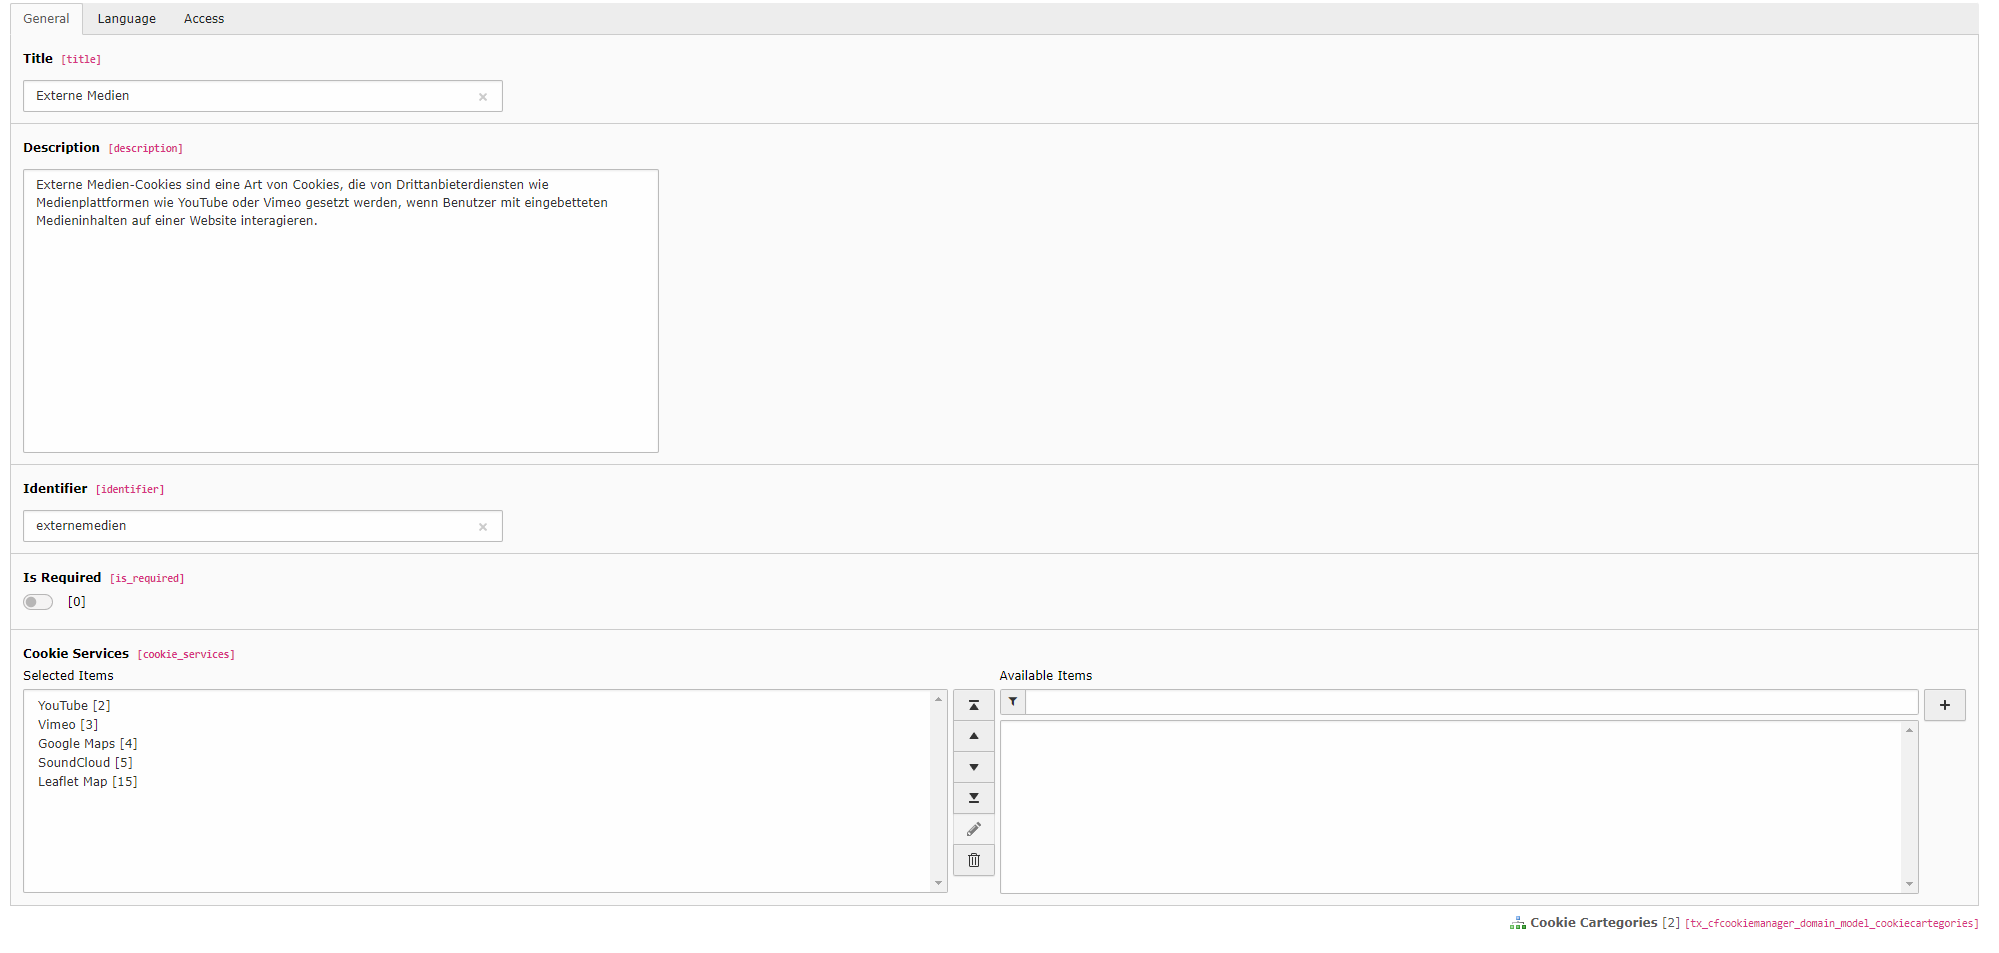 General Language Access
Title [title]
Externe Medien
Description [description]
Externe Medien-Cookies sind eine Art von Cookies, die von Drittanbieterdiensten wie
Medienplattformen wie YouTube oder Vimeo gesetzt werden, wenn Benutzer mit eingebetteten
Medieninhalten auf einer Website interagieren.
Identifier [identifier]
externemedien
Is Required [is_required]
[0]
Cookie Services [cookie_services]
Selected Items
YouTube [2]
Vimeo [3]
Google Maps [4]
SoundCloud [5]
Leaflet Map [15]
Available Items
Cookie Cartegories [2] [tx_cfcookiemanager_domain_model_cookiecartegories]